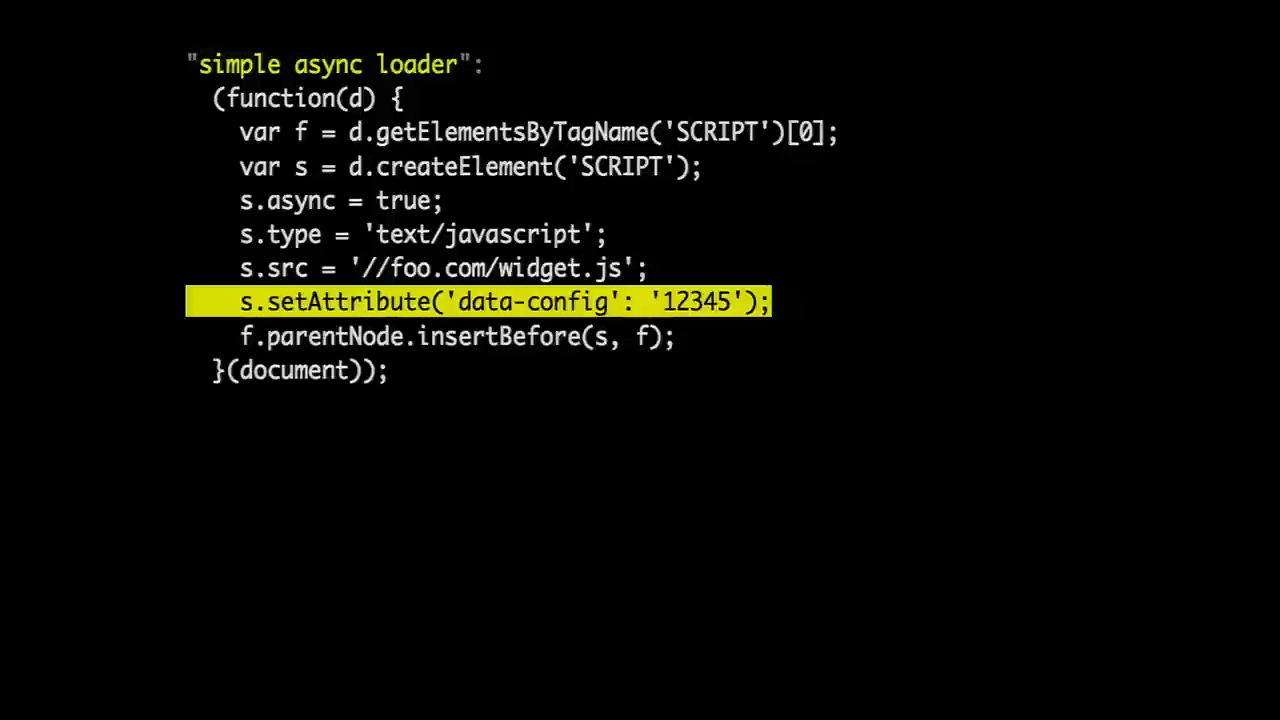 "simple async loader":
(function(d) {
var f = d.getElementsByTagName('SCRIPT')[0];
var s = d.createElement('SCRIPT');
s.async = true;
s.type = 'text/javascript';
s.src = '//foo.com/widget.js';
s.setAttribute('data-config': '12345');
f.parentNode.insertBefore(s, f);
}(document));